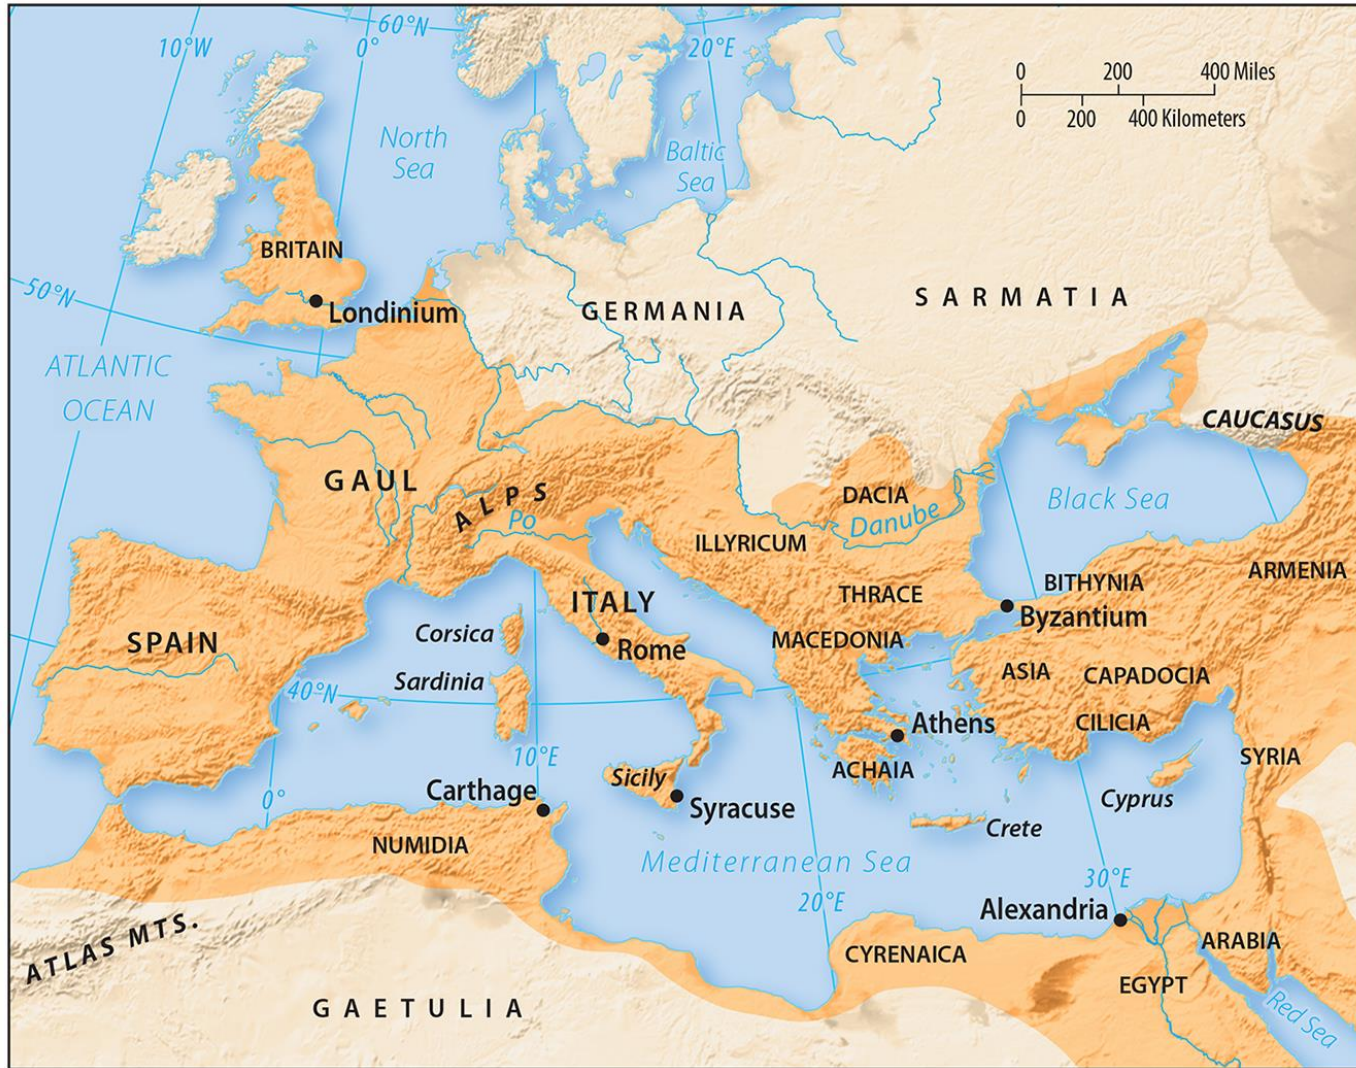 60°N
10°W
0°
20°E
0 200 400 Miles
0 200 400 Kilometers
North
Sea
Baltic
Sea
BRITAIN
50°N
Londinium
GERMANIA
SARMATIA
ATLANTIC
OCEAN
CAUCASUS
GAUL
ALPS
Po
DACIA
Danube
Black Sea
ILLYRICUM
ARMENIA
BITHYNIA
THRACE
ITALY
Byzantium
Corsica
SPAIN
Rome
MACEDONIA
Sardinia
40°N
ASIA
CAPADOCIA
Athens
CILICIA
10°E
SYRIA
Sicily
ACHAIA
Carthage
0°
Syracuse
Cyprus
Crete
NUMIDIA
Mediterranean Sea
30°E
20°E
Alexandria
ATLAS MTS.
CYRENAICA
ARABIA
EGYPT
GAETULIA
Red Sea